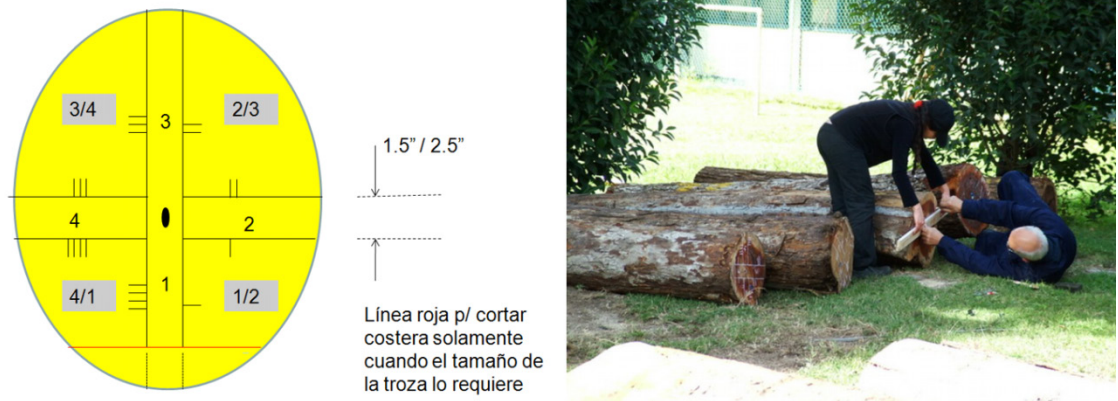 3/4
3
2/3
4
2
4/1
1
1/2
1.5” / 2.5”
Línea roja p/ cortar
costera solamente
cuando el tamaño de
la troza lo requiere